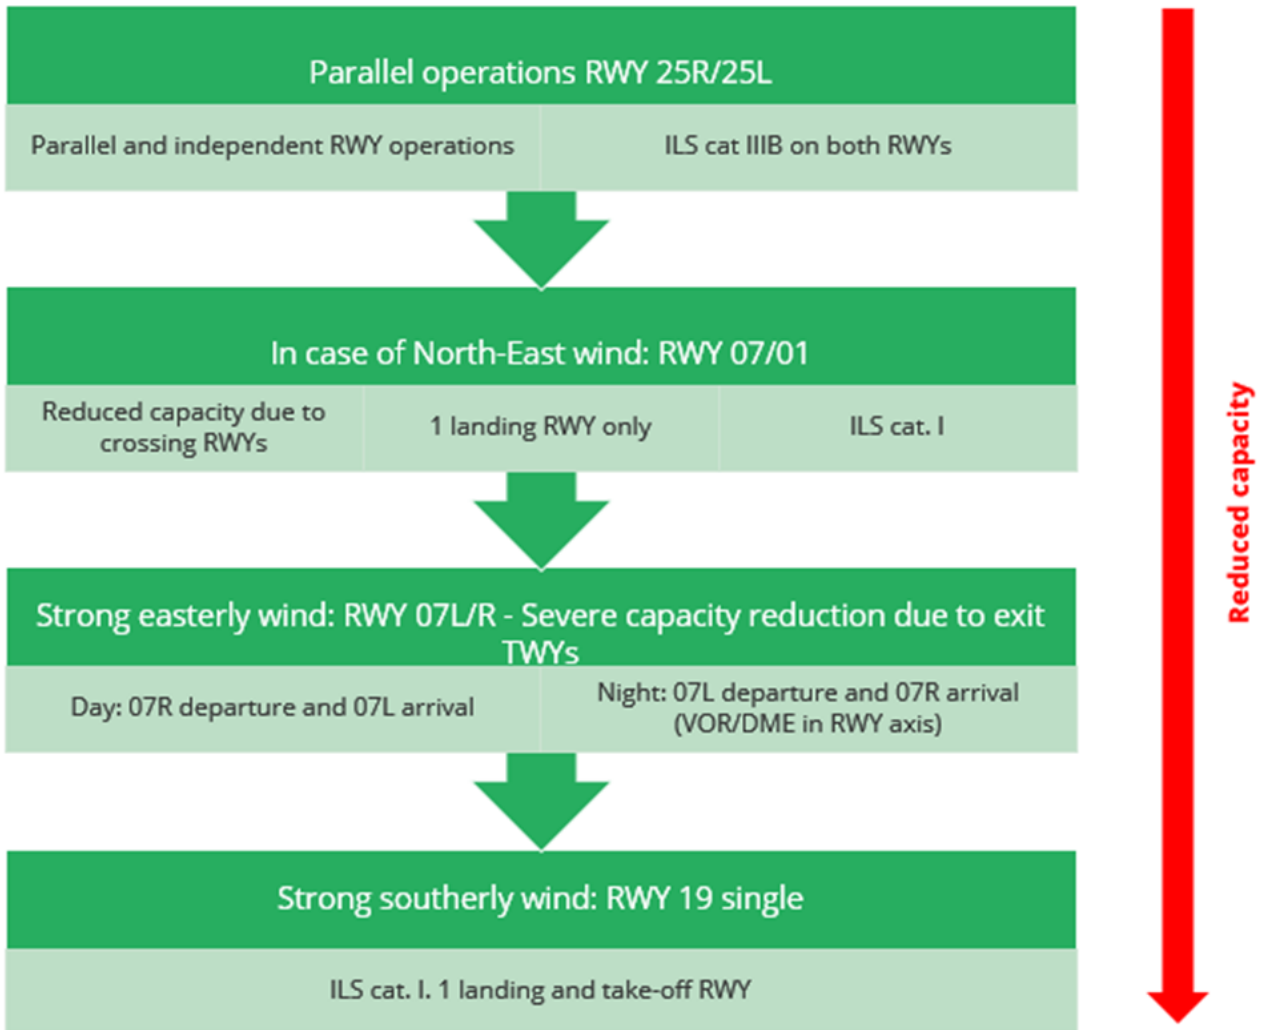 Parallel operations RWY 25R/25L
Parallel and independent RWY operations
ILS cat IIIB on both RWYs
In case of North-East wind: RWY 07/01
Reduced capacity due to
crossing RWYs
1 landing RWY only
ILS cat. I
Strong easterly wind: RWY 07L/R - Severe capacity reduction due to exit
TWYs
Day: 07R departure and 07L arrival
Night: 07L departure and 07R arrival
(VOR/DME in RWY axis)
Strong southerly wind: RWY 19 single
ILS cat. I. 1 landing and take-off RWY
Reduced capacity